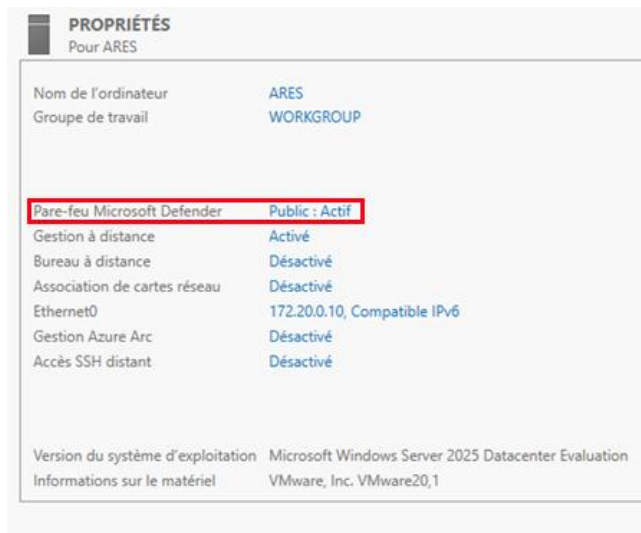 PROPRIÉTÉS
Pour ARES
Nom de l'ordinateur ARES
Groupe de travail WORKGROUP
Pare-feu Microsoft Defender Public : Actif
Gestion à distance Activé
Bureau à distance Désactivé
Association de cartes réseau Désactivé
Ethernet0 172.20.0.10, Compatible IPv6
Gestion Azure Arc Désactivé
Accès SSH distant Désactivé
Version du système d'exploitation Microsoft Windows Server 2025 Datacenter Evaluation
Informations sur le matériel VMware, Inc. VMware20,1